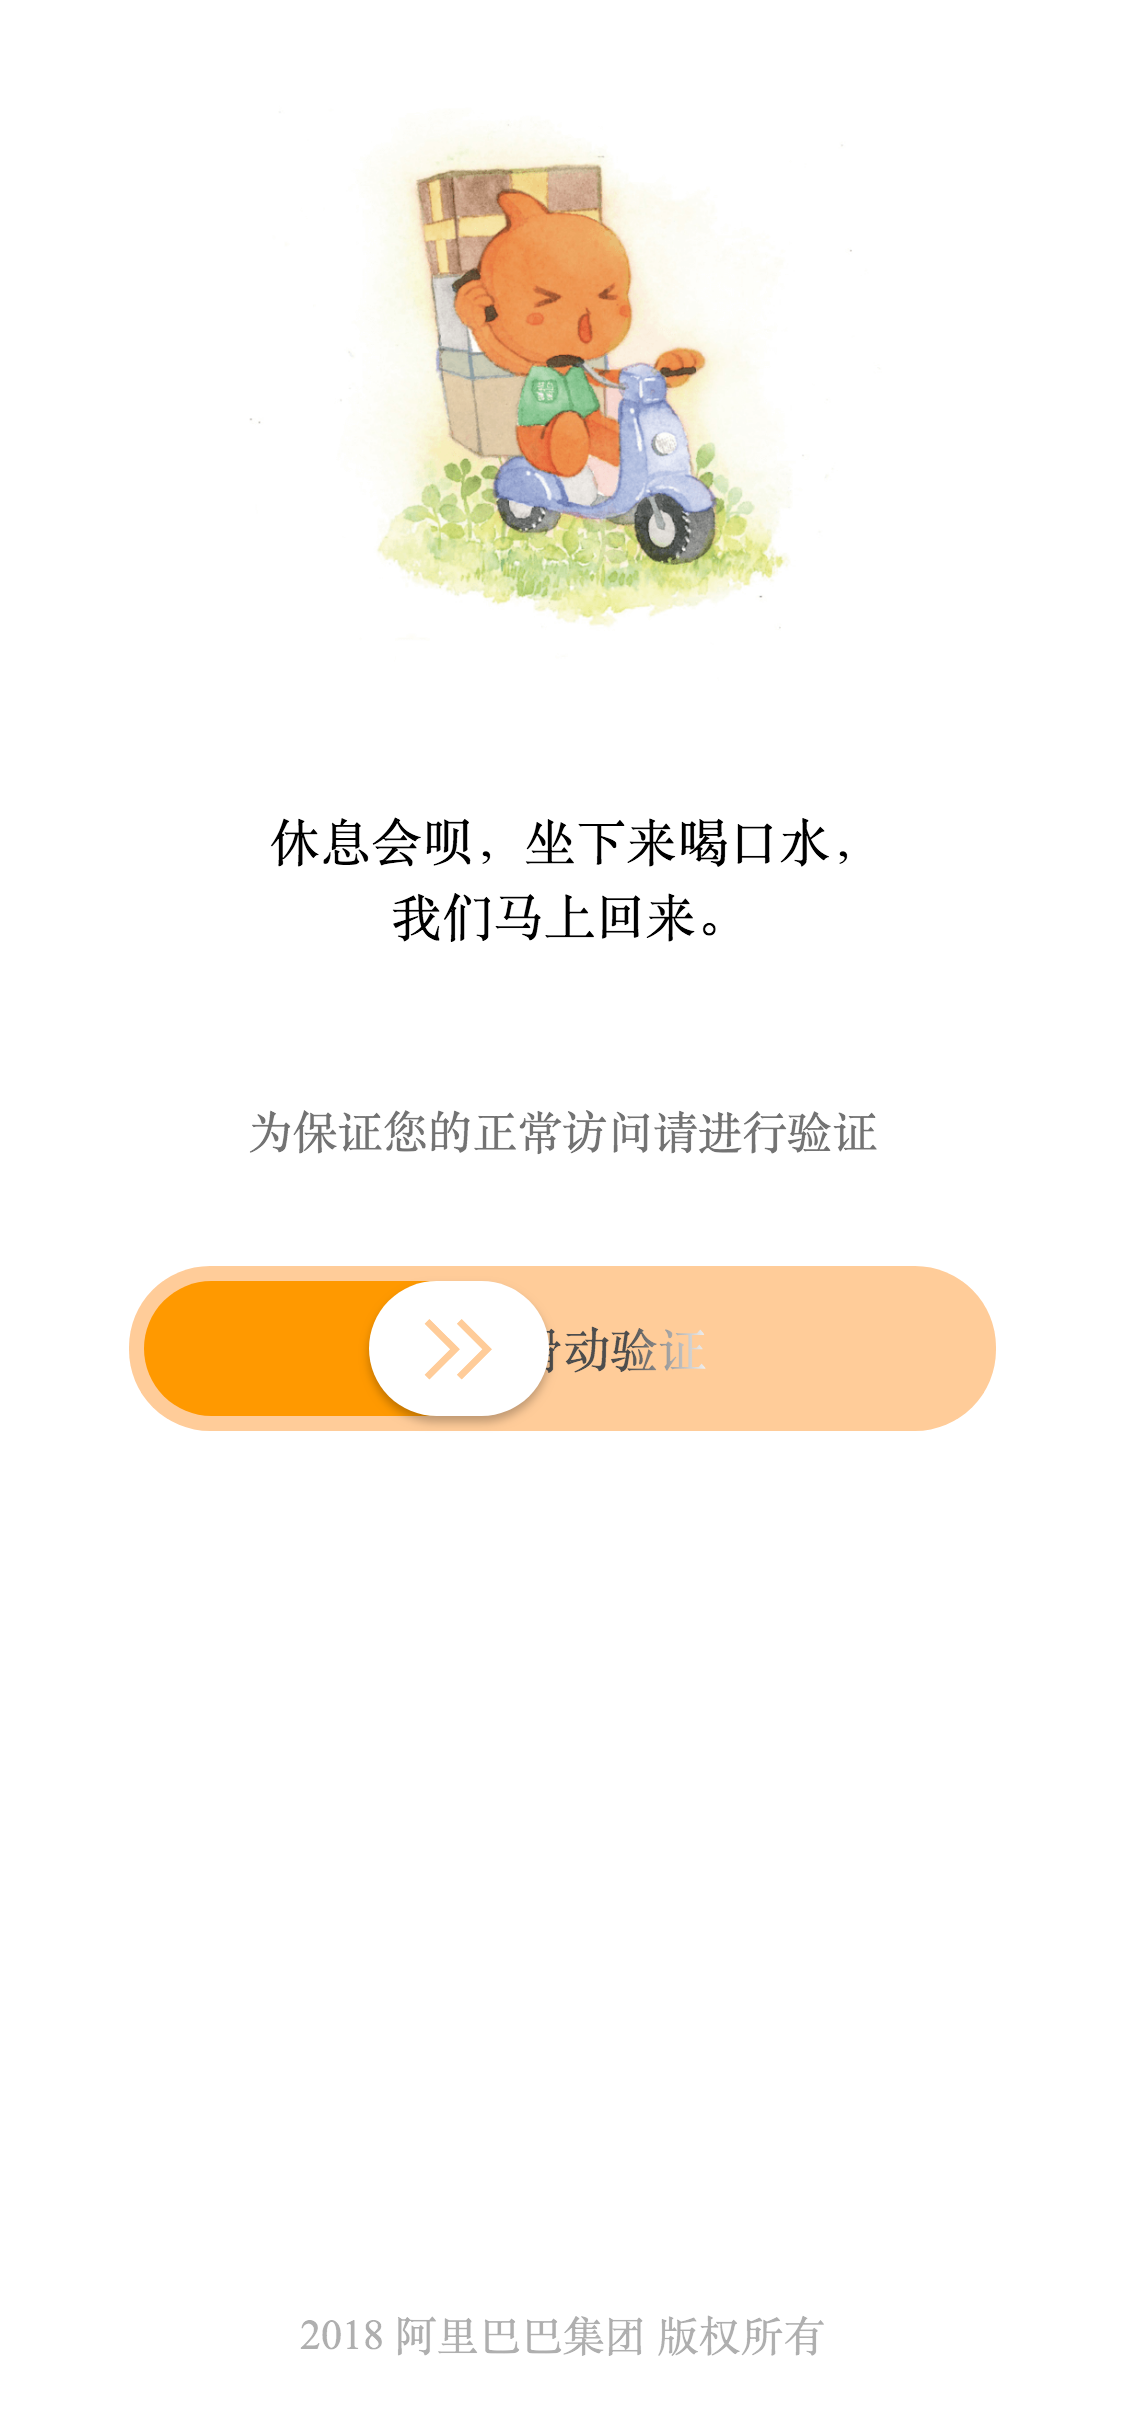 休息会呗，坐下来喝口水，
我们马上回来。
为保证您的正常访问请进行验证
动验证
2018 阿里巴巴集团 版权所有